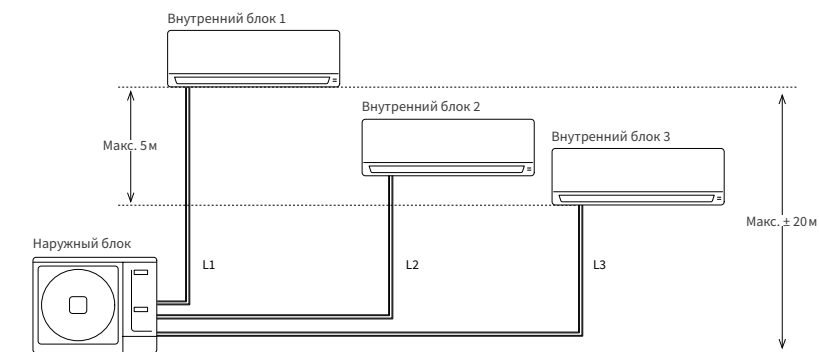 Внутренний блок 1
Внутренний блок 2
Внутренний блок 3
Макс. 5 м
Макс. ± 20 м
Наружный блок
L1
L2
L3